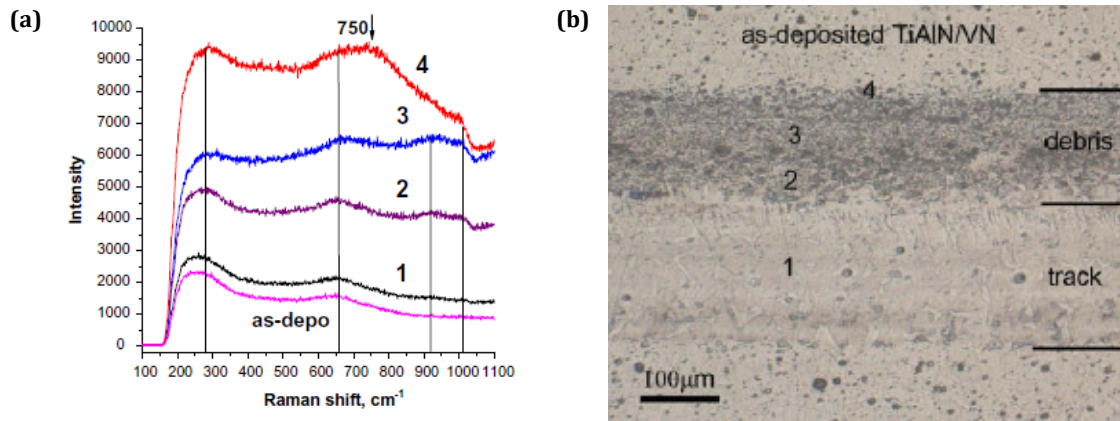 (a)
10000
9000
8000
7000
6000
5000
4000
3000
2000
1000
0
Intensity
750
4
3
2
1
as-depo
100 200 300 400 500 600 700 800 900 1000 1100
Raman shift, cm-1
(b)
as-deposited TiAlN/VN
4
3
debris
2
1
track
100μm